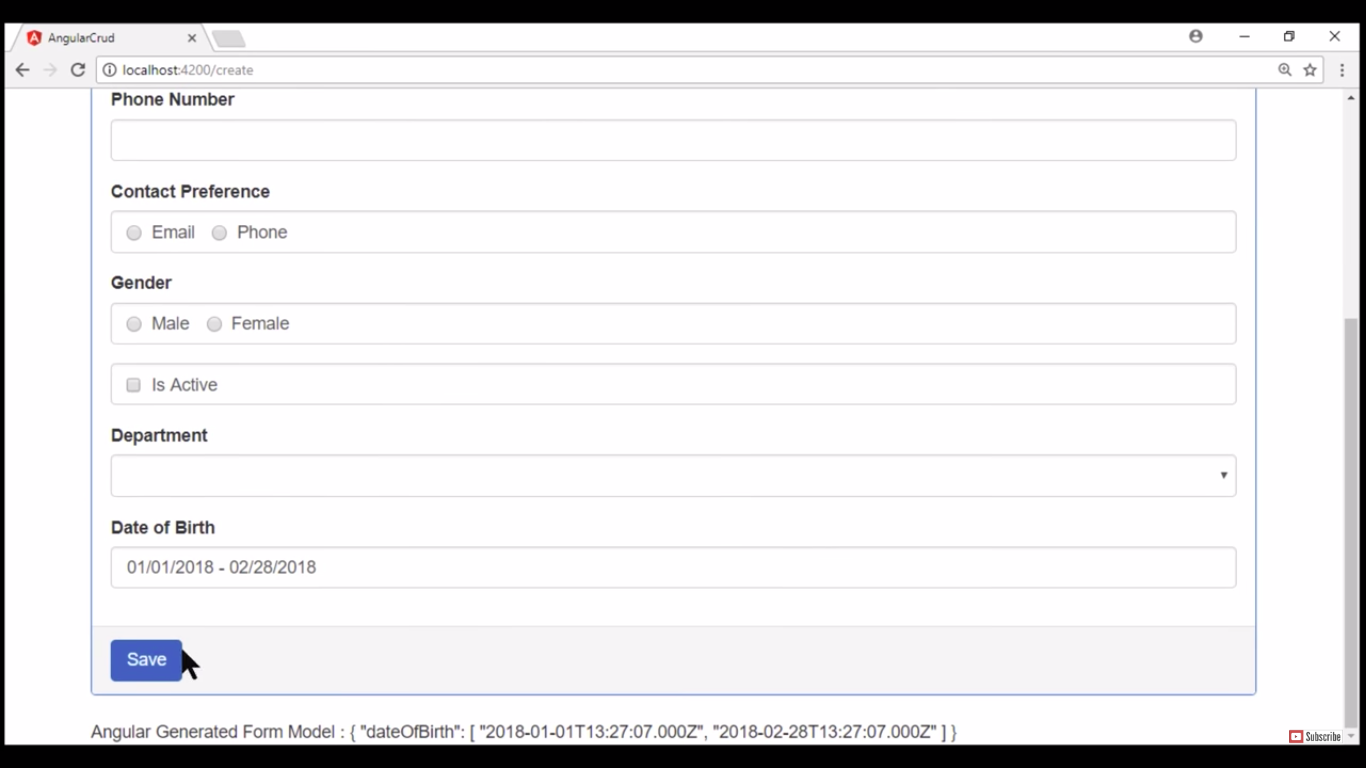 AngularCrud
localhost:4200/create
Phone Number
Contact Preference
Email Phone
Gender
Male Female
Is Active
Department
Date of Birth
01/01/2018 - 02/28/2018
Save
Angular Generated Form Model : { "dateOfBirth": [ "2018-01-01T13:27:07.000Z", "2018-02-28T13:27:07.000Z" ] }
Subscribe